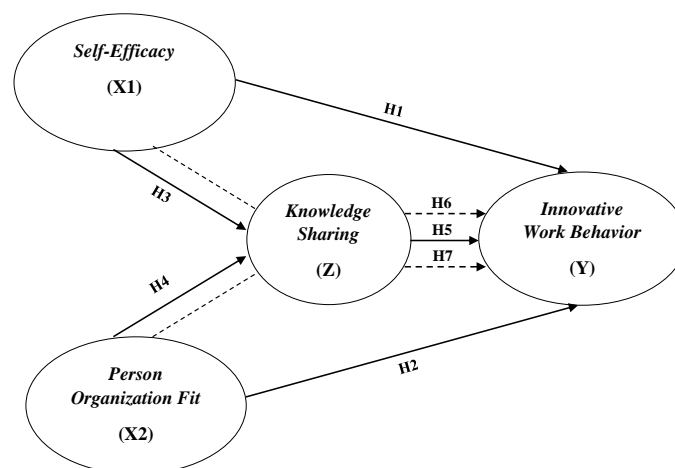 Self-Efficacy
(X1)
H1
H3
Knowledge
Sharing
(Z)
H6
H5
H7
Innovative
Work Behavior
(Y)
H4
Person
Organization Fit
(X2)
H2